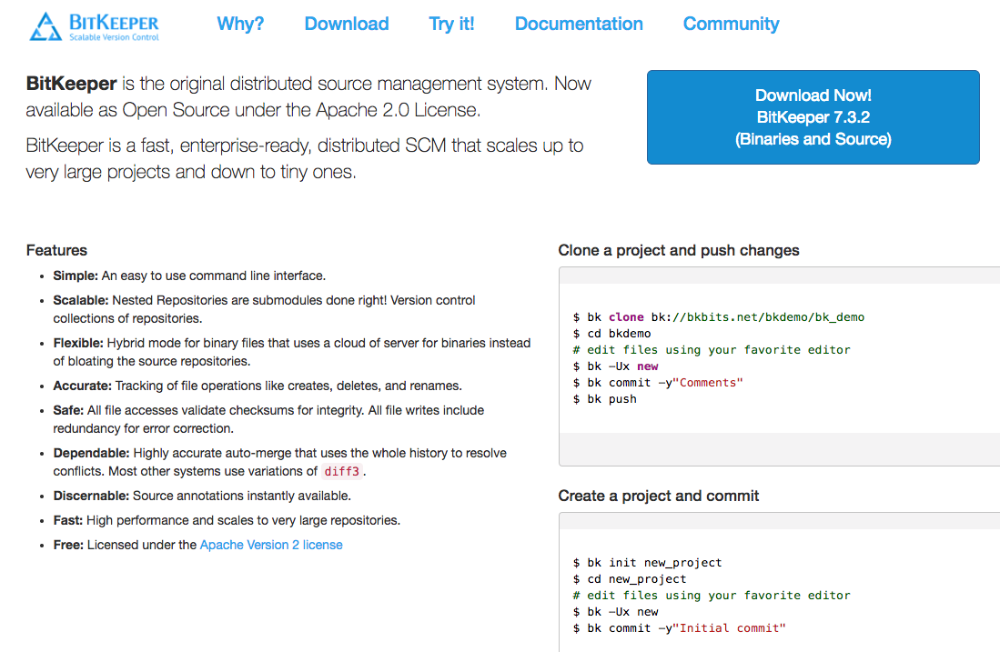 BITKEEPER
Scalable Version Control
Why?
Download
Try it!
Documentation
Community
BitKeeper is the original distributed source management system. Now
available as Open Source under the Apache 2.0 License.
BitKeeper is a fast, enterprise-ready, distributed SCM that scales up to
very large projects and down to tiny ones.
Download Now!
BitKeeper 7.3.2
(Binaries and Source)
Features
• Simple: An easy to use command line interface.
• Scalable: Nested Repositories are submodules done right! Version control
collections of repositories.
• Flexible: Hybrid mode for binary files that uses a cloud of server for binaries instead
of bloating the source repositories.
• Accurate: Tracking of file operations like creates, deletes, and renames.
• Safe: All file accesses validate checksums for integrity. All file writes include
redundancy for error correction.
• Dependable: Highly accurate auto-merge that uses the whole history to resolve
conflicts. Most other systems use variations of diff3.
• Discernable: Source annotations instantly available.
• Fast: High performance and scales to very large repositories.
• Free: Licensed under the Apache Version 2 license
Clone a project and push changes
$ bk clone bk://bkbits.net/bkdemo/bk_demo
$ cd bkdemo
# edit files using your favorite editor
$ bk -Ux new
$ bk commit -y"Comments"
$ bk push
Create a project and commit
$ bk init new_project
$ cd new_project
# edit files using your favorite editor
$ bk -Ux new
$ bk commit -y"Initial commit"